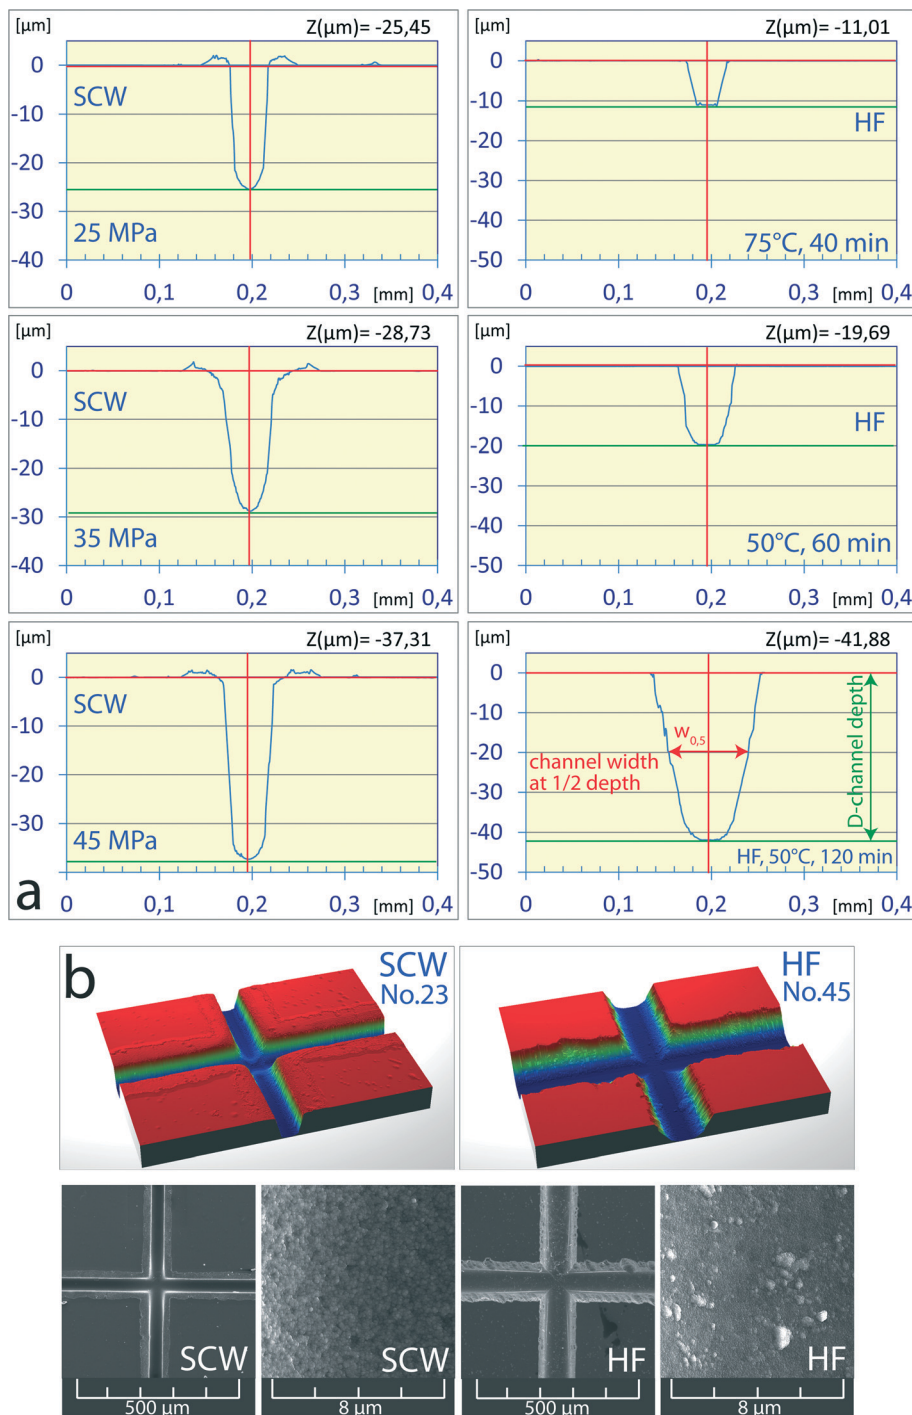 [µm]
Z(µm)= -25,45
0
SCW
-10
-20
-30
25 MPa
-40
0
0,1
0,2
0,3
[mm]
0,4
[µm]
Z(µm)= -11,01
0
-10
HF
-20
-30
-40
75°C, 40 min
-50
0
0,1
0,2
0,3
[mm]
0,4
[µm]
Z(µm)= -28,73
0
SCW
-10
-20
-30
35 MPa
-40
0
0,1
0,2
0,3
[mm]
0,4
[µm]
Z(µm)= -19,69
0
-10
HF
-20
-30
-40
50°C, 60 min
-50
0
0,1
0,2
0,3
[mm]
0,4
[µm]
Z(µm)= -37,31
0
SCW
-10
-20
-30
45 MPa
a
0
0,1
0,2
0,3
[mm]
0,4
[µm]
Z(µm)= -41,88
0
-10
w0,5
-20
channel width
at 1/2 depth
D-channel depth
-30
-40
HF, 50°C, 120 min
-50
0
0,1
0,2
0,3
[mm]
0,4
b
SCW
No.23
HF
No.45
SCW
500 µm
SCW
8 µm
HF
500 µm
HF
8 µm